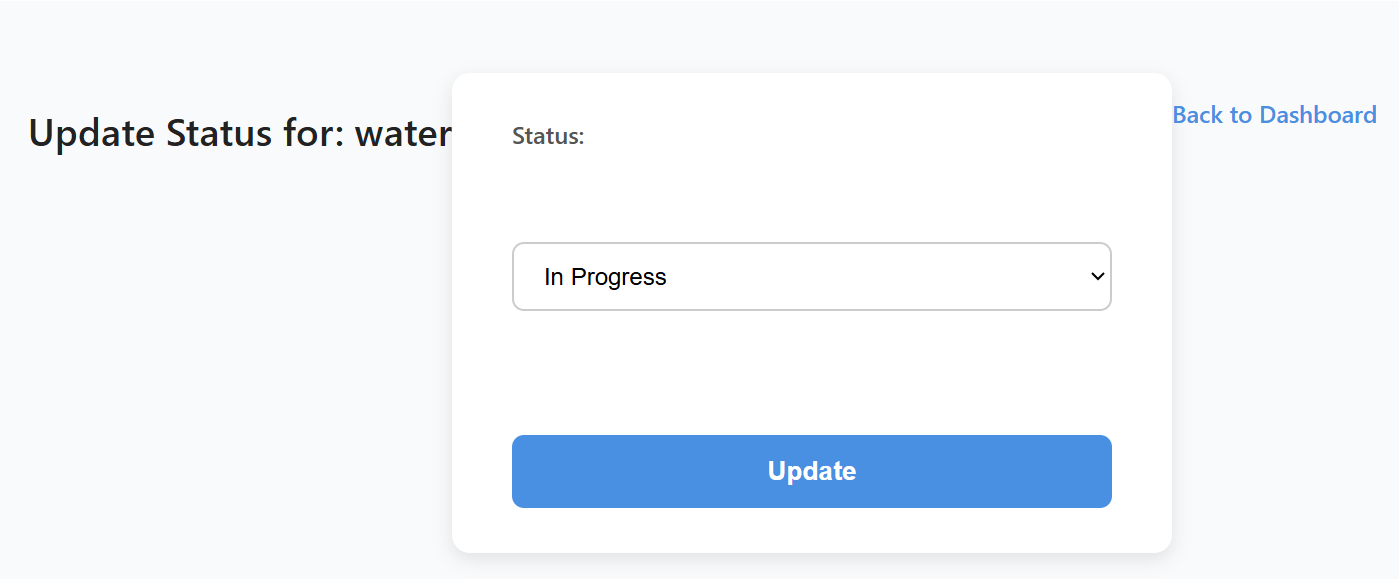 Update Status for: water
Status:
In Progress
Update
Back to Dashboard